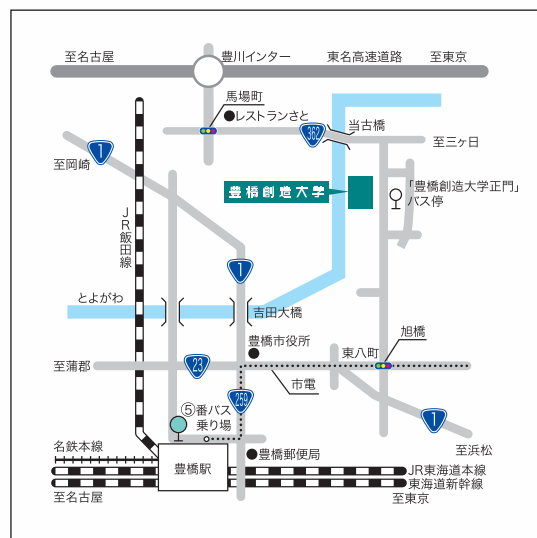 至名古屋
豊川インター
東名高速道路
至東京
馬場町
●レストランさと
362
当古橋
至三ヶ日
1
至岡崎
豊橋創造大学
「豊橋創造大学正門」
バス停
JR飯田線
1
とよがわ
吉田大橋
豊橋市役所
旭橋
東八町
至蒲郡
23
市電
259
⑤番バス
乗り場
1
名鉄本線
豊橋駅
豊橋郵便局
至浜松
JR東海道本線
東海道新幹線
至名古屋
至東京